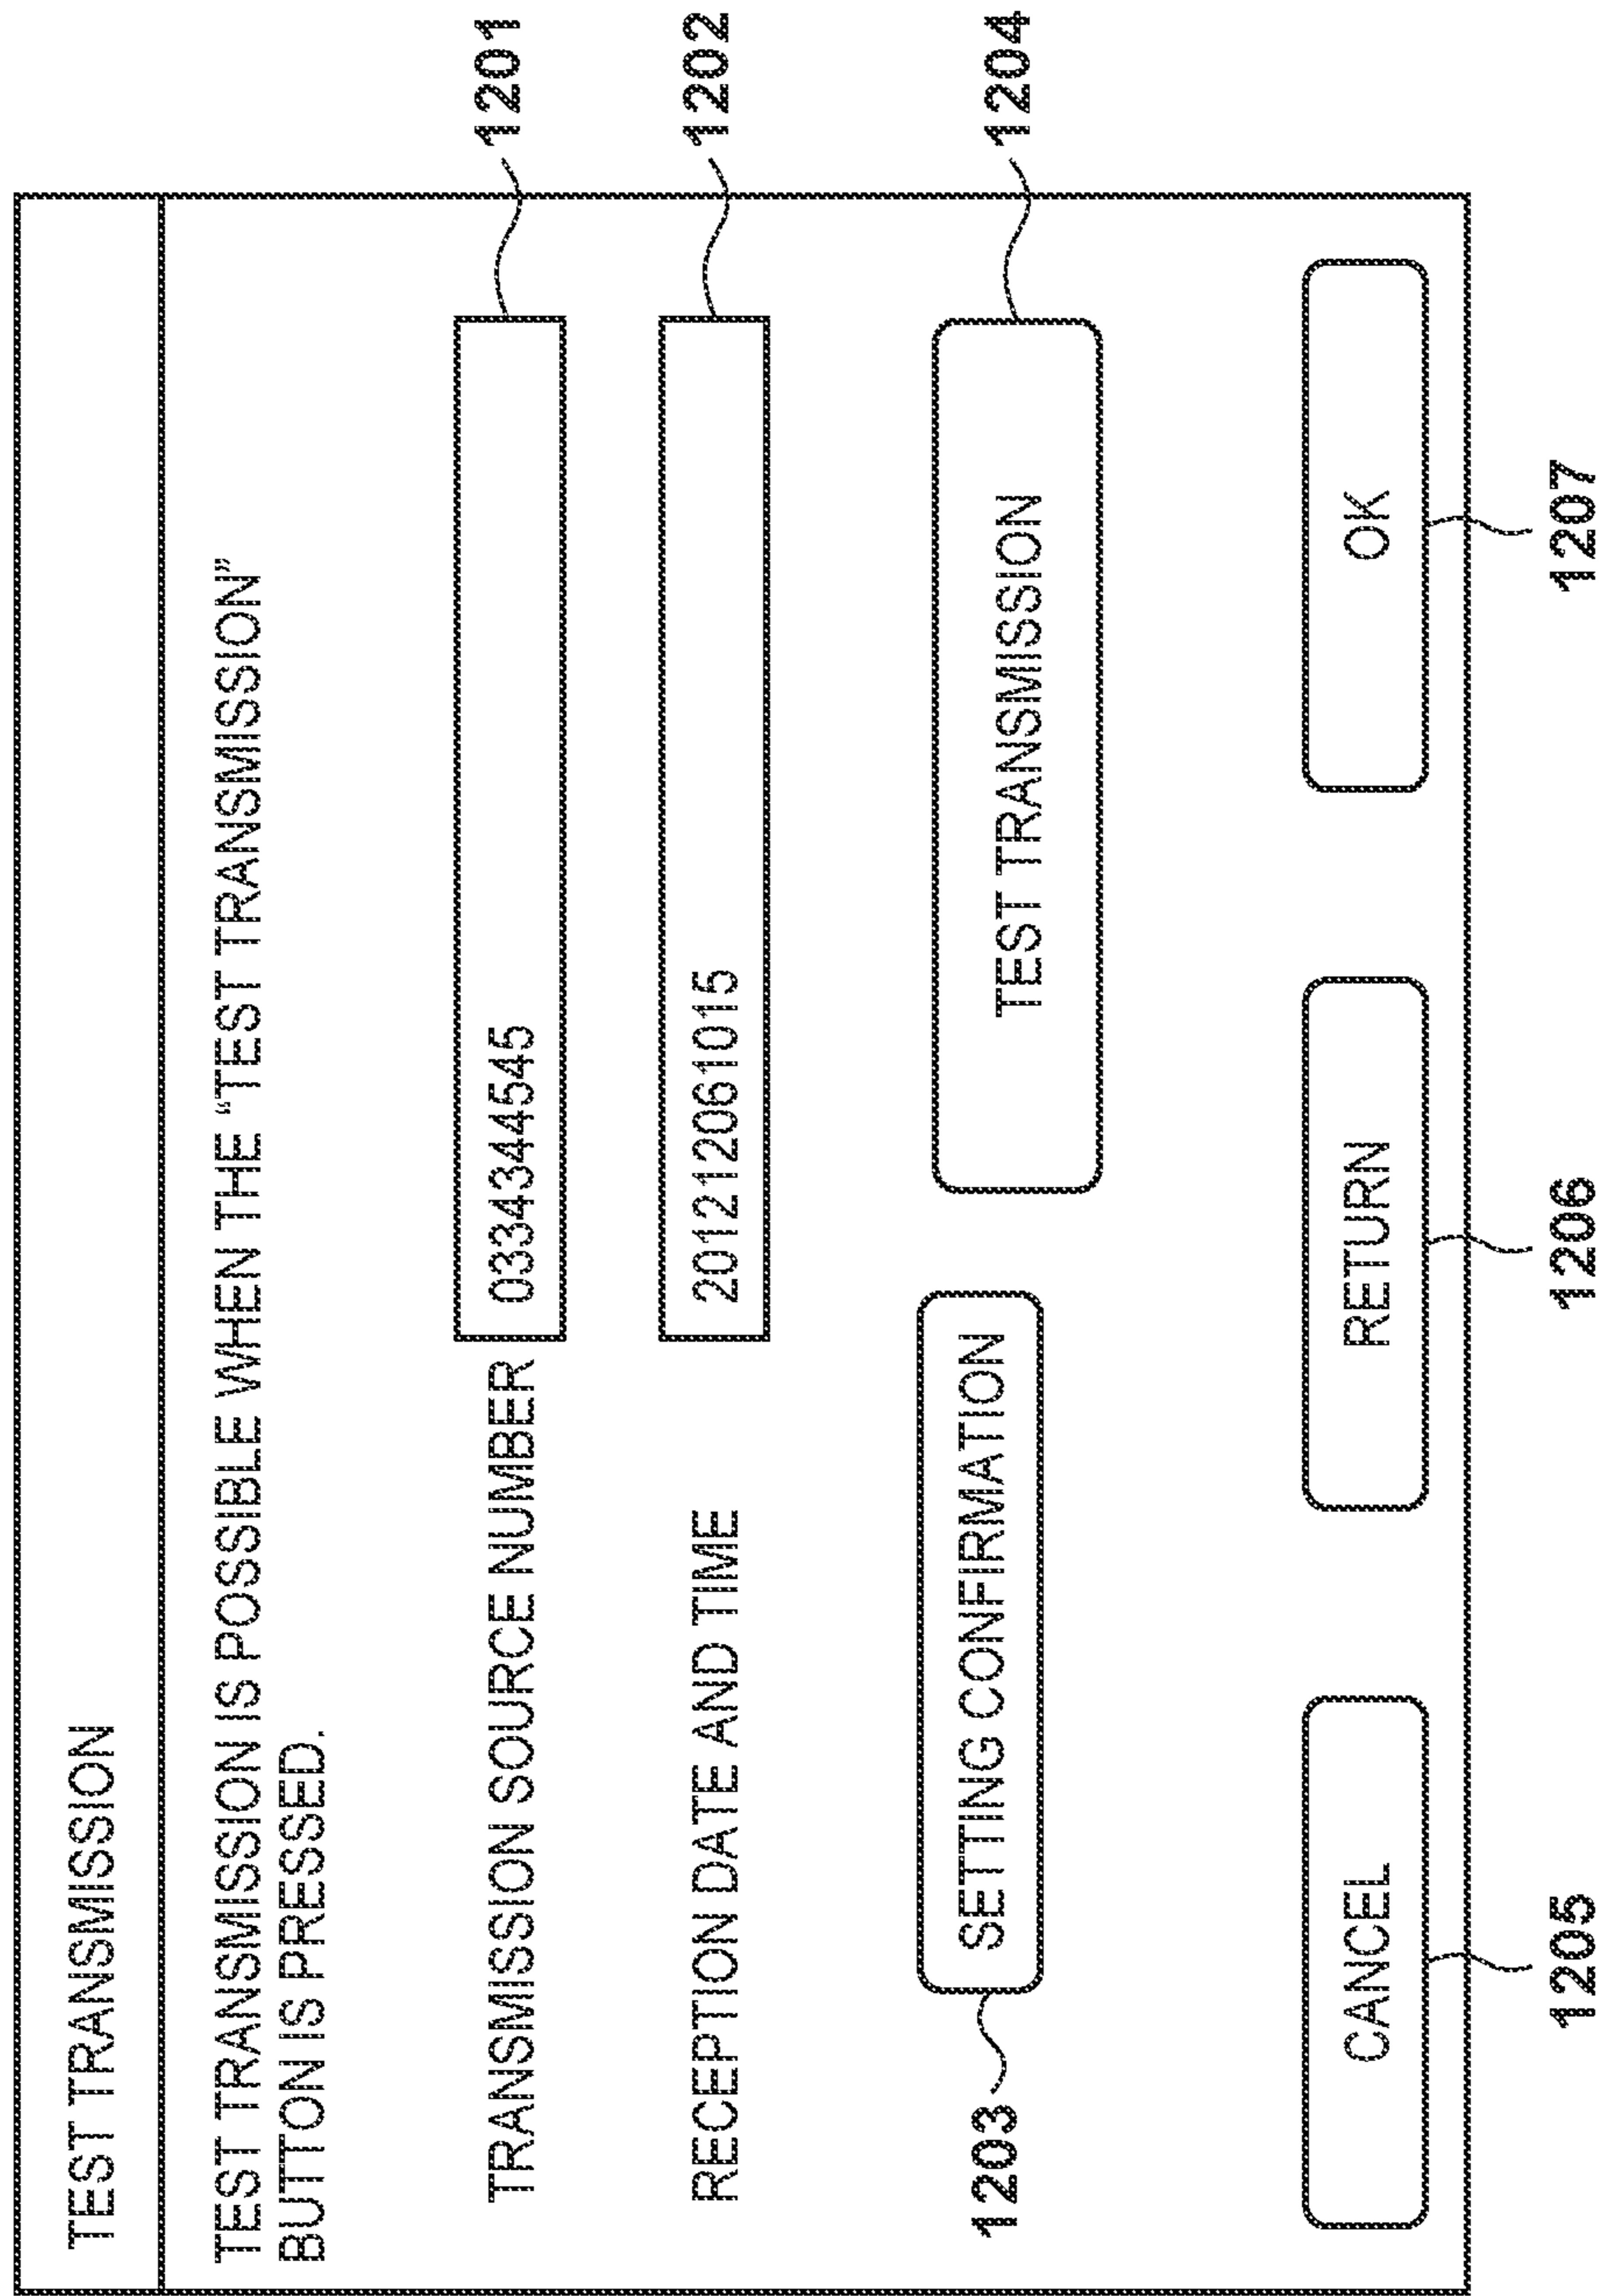 TEST TRANSMISSION
TEST TRANSMISSION IS POSSIBLE WHEN THE “TEST TRANSMISSION”
BUTTON IS PRESSED.
TRANSMISSION SOURCE NUMBER 0334344545 1201
RECEPTION DATE AND TIME 201212061015 1202
1203 SETTING CONFIRMATION TEST TRANSMISSION 1204
CANCEL RETURN OK
1205 1206 1207